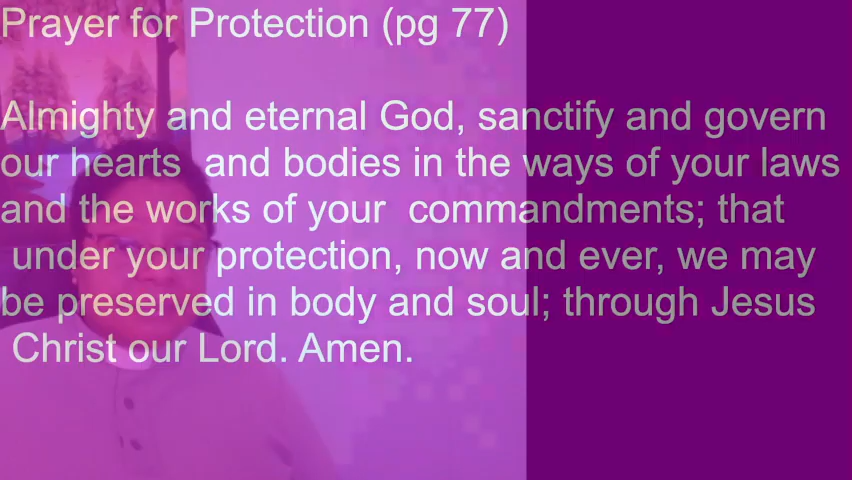 Prayer for Protection (pg 77)
Almighty and eternal God, sanctify and govern
our hearts  and bodies in the ways of your laws
and the works of your  commandments; that
under your protection, now and ever, we may
be preserved in body and soul; through Jesus
Christ our Lord. Amen.